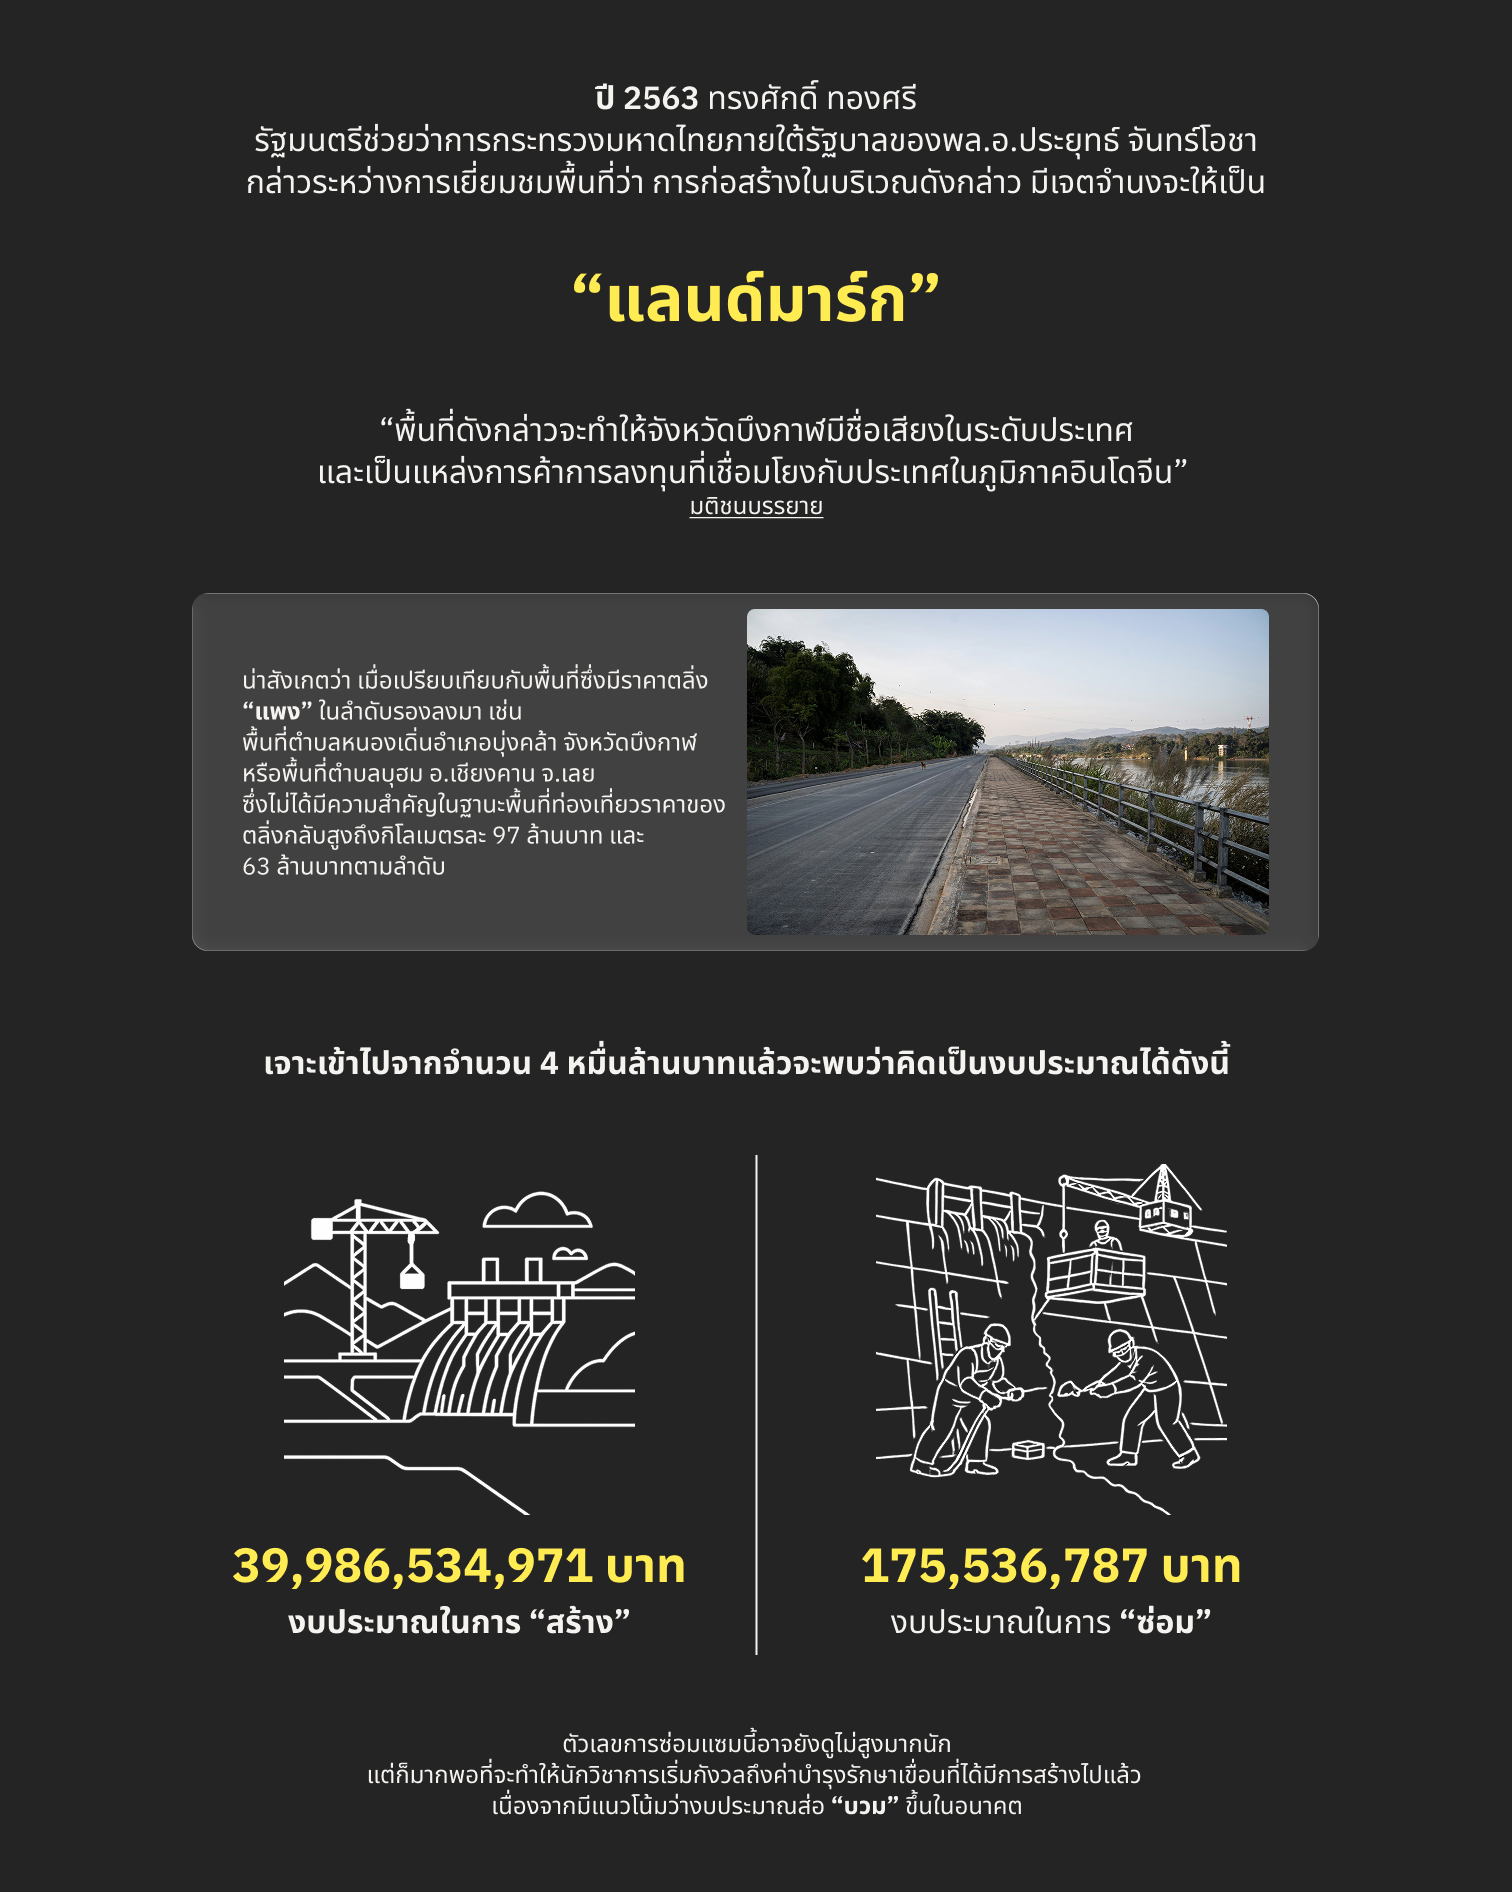 ปี 2563 ทรงศักดิ์ ทองศรี
รัฐมนตรีช่วยว่าการกระทรวงมหาดไทยภายใต้รัฐบาลของพล.อ.ประยุทธ์ จันทร์โอชา
กล่าวระหว่างการเยี่ยมชมพื้นที่ว่า การก่อสร้างในบริเวณดังกล่าว มีเจตจำนงจะให้เป็น
“แลนด์มาร์ก”
“พื้นที่ดังกล่าวจะทำให้จังหวัดบึงกาฬมีชื่อเสียงในระดับประเทศ
และเป็นแหล่งการค้าการลงทุนที่เชื่อมโยงกับประเทศในภูมิภาคอินโดจีน”
มติชนบรรยาย
น่าสังเกตว่า เมื่อเปรียบเทียบกับพื้นที่ซึ่งมีราคาตลิ่ง
“แพง” ในลำดับรองลงมา เช่น
พื้นที่ตำบลหนองเดิ่นอำเภอบุ่งคล้า จังหวัดบึงกาฬ
หรือพื้นที่ตำบลบุฮม อ.เชียงคาน จ.เลย
ซึ่งไม่ได้มีความสำคัญในฐานะพื้นที่ท่องเที่ยวราคาของ
ตลิ่งกลับสูงถึงกิโลเมตรละ 97 ล้านบาท และ
63 ล้านบาทตามลำดับ
เจาะเข้าไปจากจำนวน 4 หมื่นล้านบาทแล้วจะพบว่าคิดเป็นงบประมาณได้ดังนี้
39,986,534,971 บาท
งบประมาณในการ “สร้าง”
175,536,787 บาท
งบประมาณในการ “ซ่อม”
ตัวเลขการซ่อมแซมนี้อาจยังดูไม่สูงมากนัก
แต่ก็มากพอที่จะทำให้นักวิชาการเริ่มกังวลถึงค่าบำรุงรักษาเขื่อนที่ได้มีการสร้างไปแล้ว
เนื่องจากมีแนวโน้มว่างบประมาณส่อ “บวม” ขึ้นในอนาคต